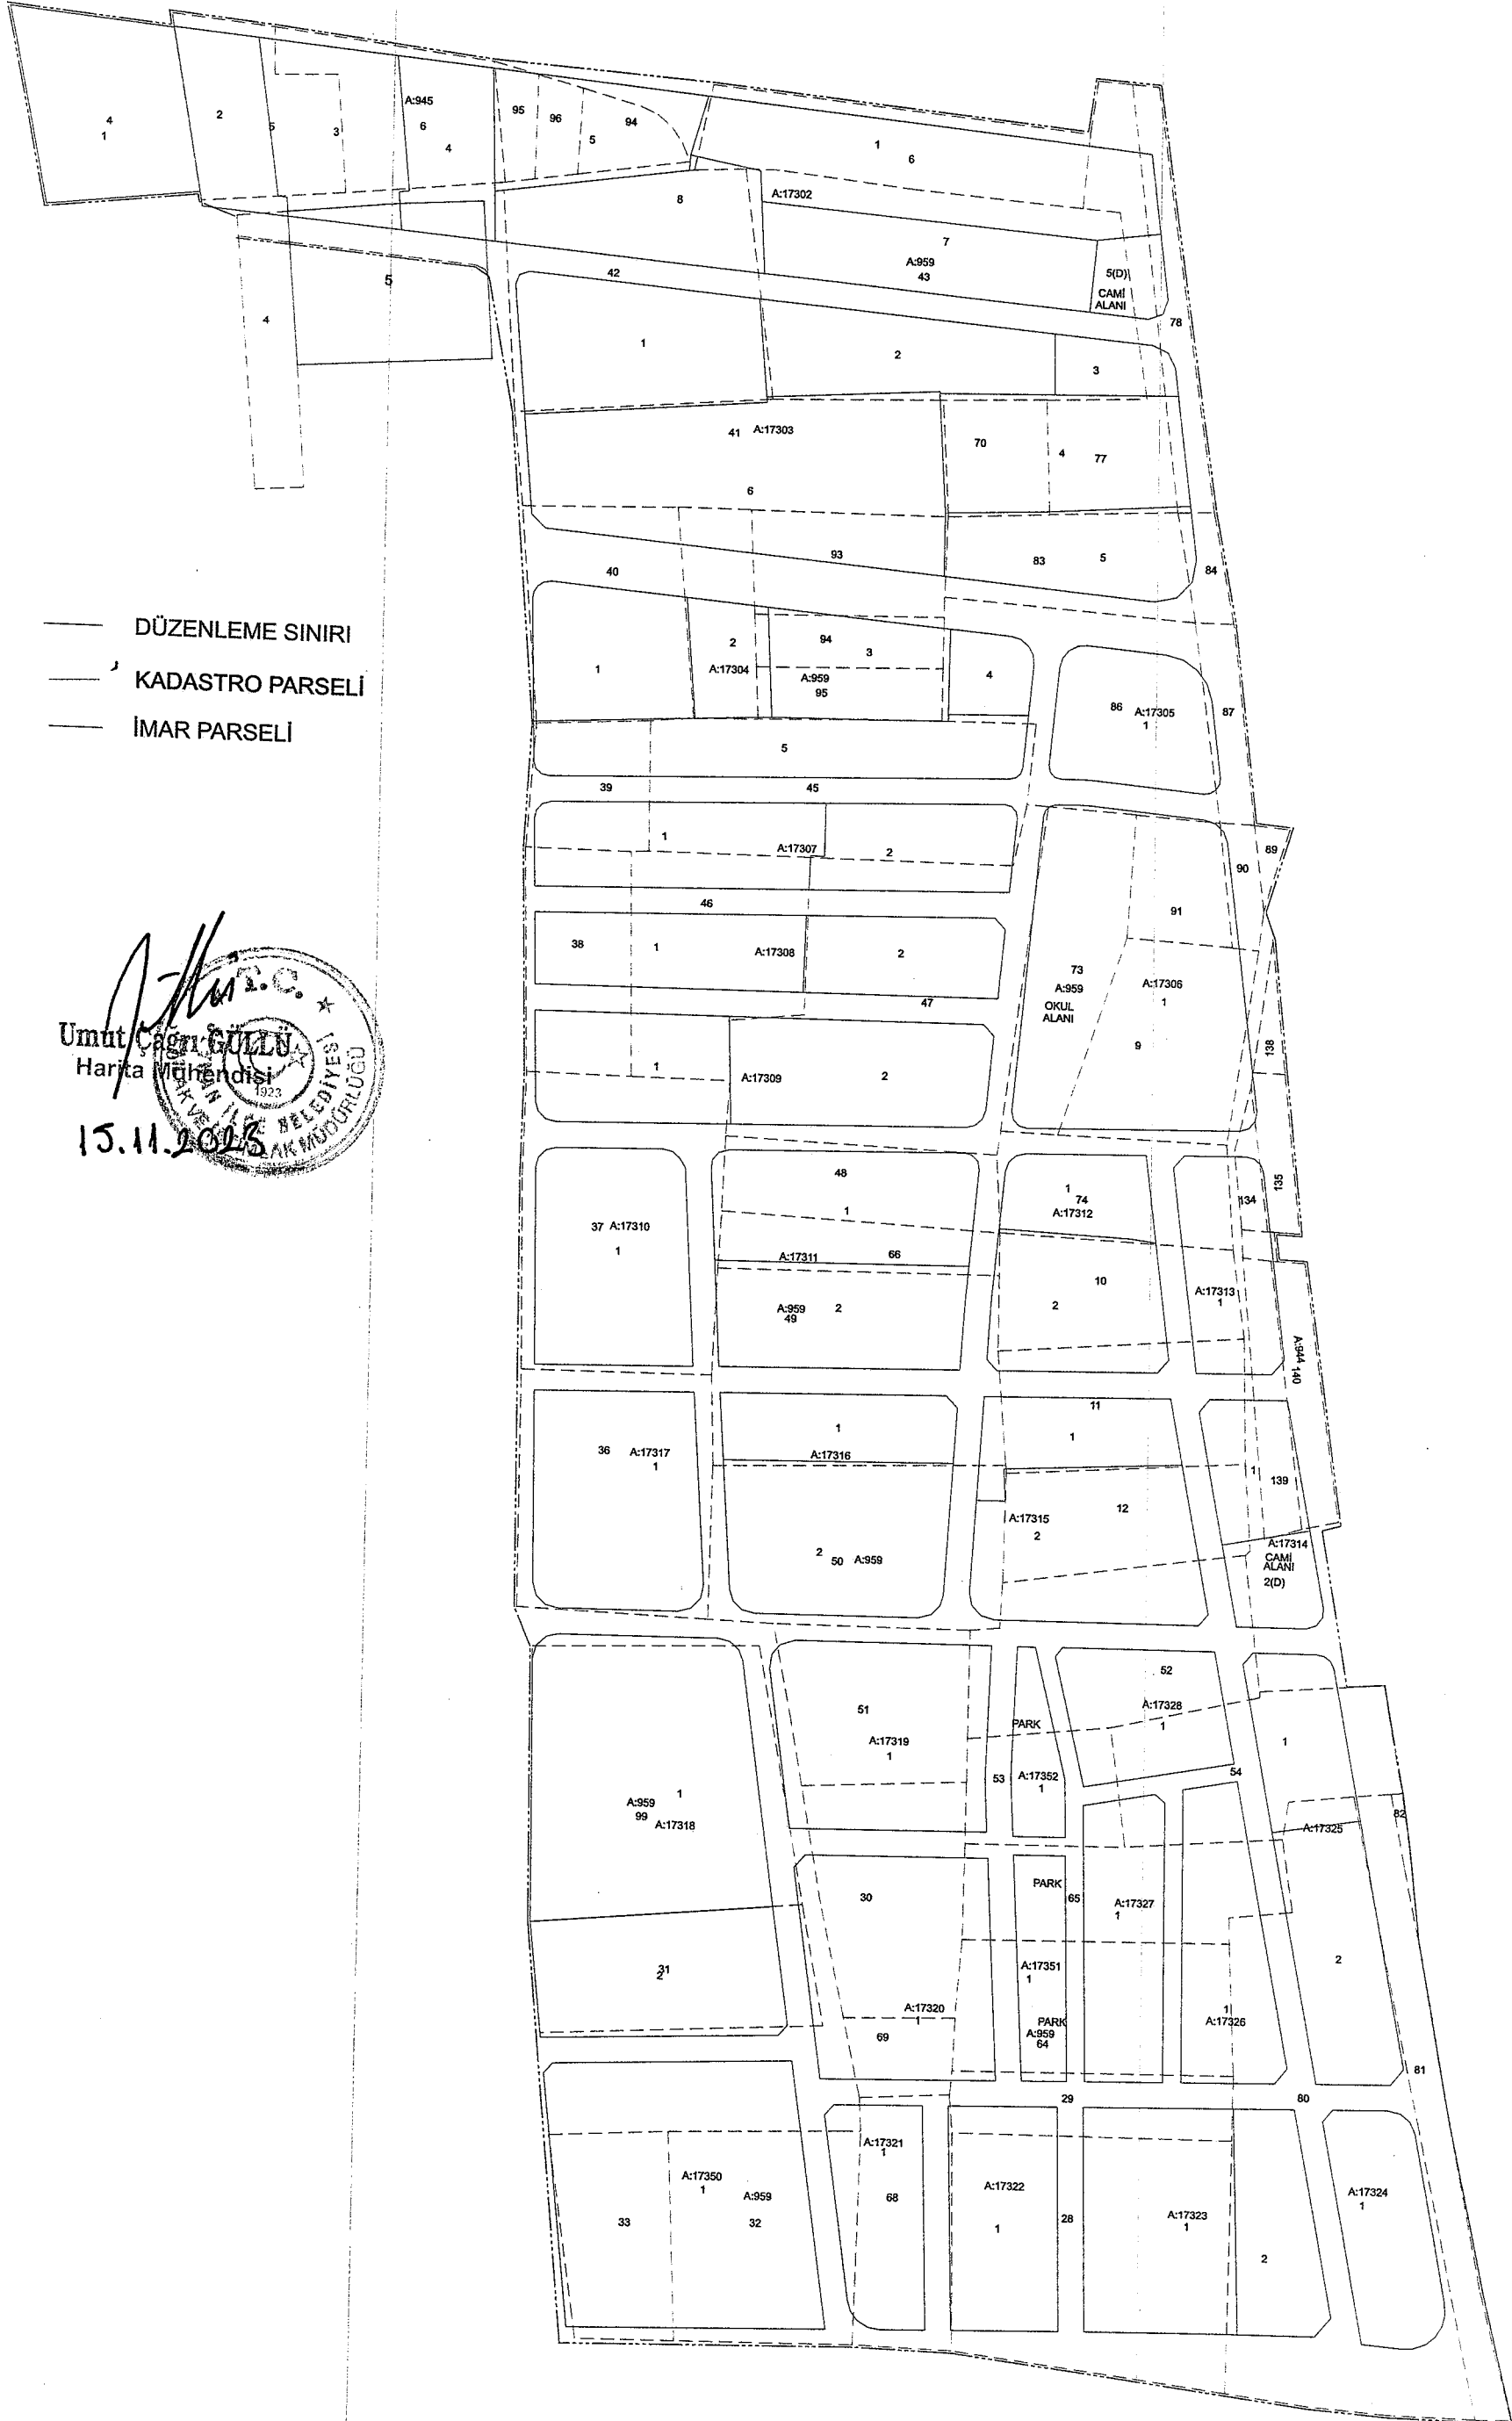 4
1
2
5
3
A:945
6
4
95
96
5
94
1
6
8
A:17302
7
A:959
43
5(D)
CAMİ
ALANI
42
5
4
78
1
2
3
41 A:17303
70
4
77
6
93
83
5
84
40
DÜZENLEME SINIRI
KADASTRO PARSELİ
İMAR PARSELİ
1
2
A:17304
94
3
A:959
95
4
86 A:17305
1
87
5
39
45
1
A:17307
2
89
90
46
91
38
1
A:17308
2
73
A:959
OKUL
ALANI
A:17306
1
47
9
138
T.C.
Umut Çağrı GÜLLÜ
Harita Mühendisi
1923
BELEDİYESİ
15.11.2023
1
A:17309
2
48
1
1
74
A:17312
134
135
37 A:17310
1
A:17311
66
10
A:959
49
2
2
A:17313
1
A:944 140
11
1
A:17316
1
36 A:17317
1
1
139
A:17315
2
12
2
50 A:959
A:17314
CAMİ
ALANI
2(D)
52
51
A:17319
1
PARK
A:17328
1
1
53
A:17352
1
54
A:959
99
1
A:17318
82
A:17325
30
PARK
65
A:17327
1
31
2
A:17351
1
2
A:17320
1
69
PARK
A:959
64
1
A:17326
81
29
80
A:17321
1
A:17350
1
A:959
32
33
68
A:17322
1
28
A:17323
1
2
A:17324
1